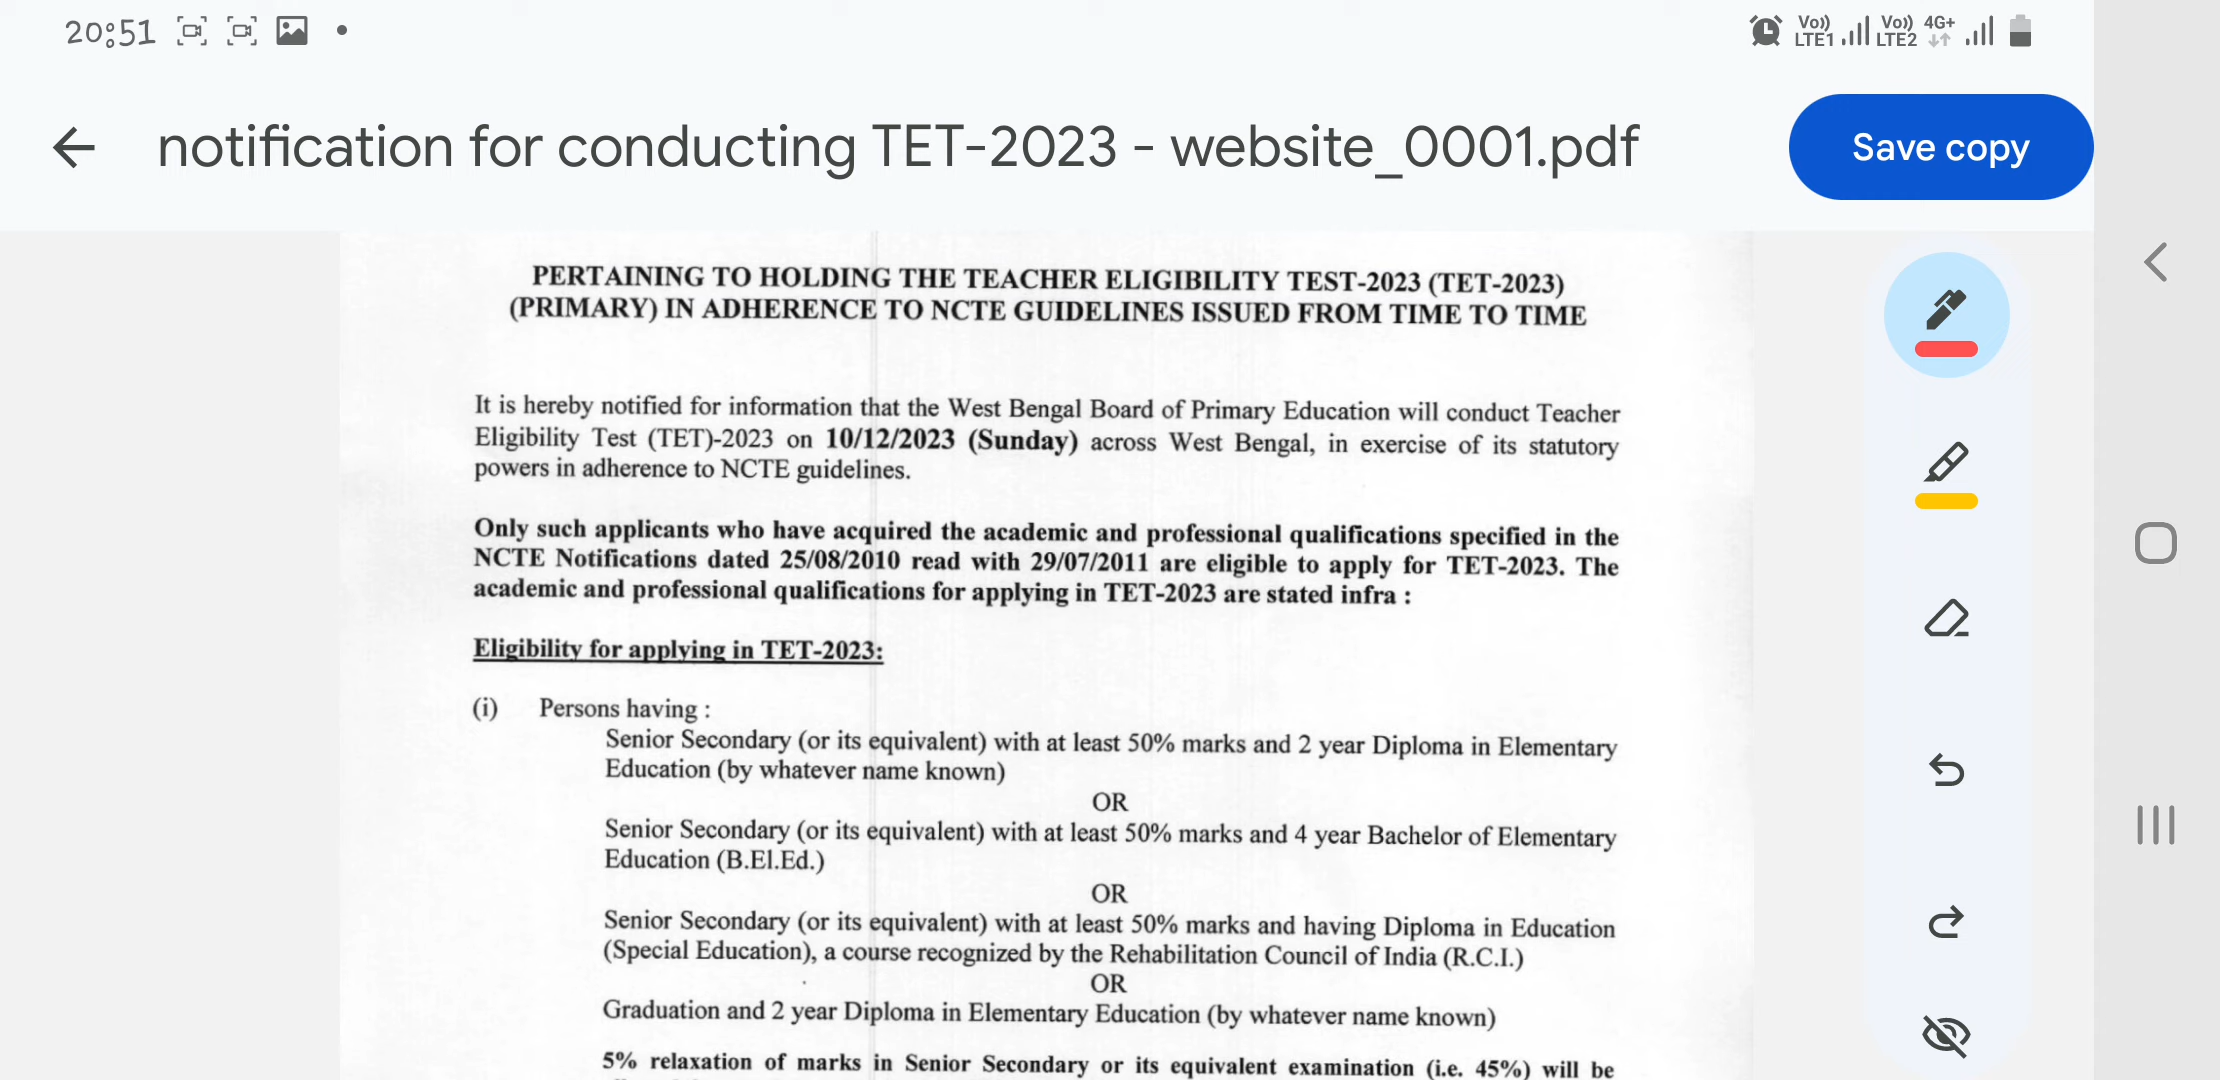 20:51
Vo)) LTE1 Vo)) LTE2 4G+
notification for conducting TET-2023 - website_0001.pdf
Save copy
PERTAINING TO HOLDING THE TEACHER ELIGIBILITY TEST-2023 (TET-2023)
(PRIMARY) IN ADHERENCE TO NCTE GUIDELINES ISSUED FROM TIME TO TIME
It is hereby notified for information that the West Bengal Board of Primary Education will conduct Teacher
Eligibility Test (TET)-2023 on 10/12/2023 (Sunday) across West Bengal, in exercise of its statutory
powers in adherence to NCTE guidelines.
Only such applicants who have acquired the academic and professional qualifications specified in the
NCTE Notifications dated 25/08/2010 read with 29/07/2011 are eligible to apply for TET-2023. The
academic and professional qualifications for applying in TET-2023 are stated infra :
Eligibility for applying in TET-2023:
(i) Persons having :
Senior Secondary (or its equivalent) with at least 50% marks and 2 year Diploma in Elementary
Education (by whatever name known)
OR
Senior Secondary (or its equivalent) with at least 50% marks and 4 year Bachelor of Elementary
Education (B.El.Ed.)
OR
Senior Secondary (or its equivalent) with at least 50% marks and having Diploma in Education
(Special Education), a course recognized by the Rehabilitation Council of India (R.C.I.)
OR
Graduation and 2 year Diploma in Elementary Education (by whatever name known)
5% relaxation of marks in Senior Secondary or its equivalent examination (i.e. 45%) will be